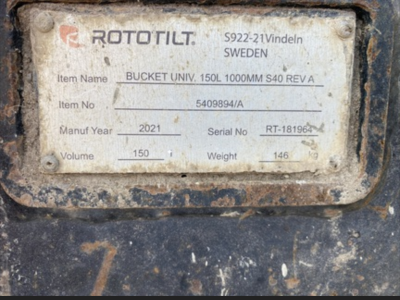 ROTOTILT® S922-21Vindeln
SWEDEN
Item Name BUCKET UNIV. 150L 1000MM S40 REV A
Item No 5409894/A
Manuf Year 2021 Serial No RT-181964
Volume 150 Weight 146 kg